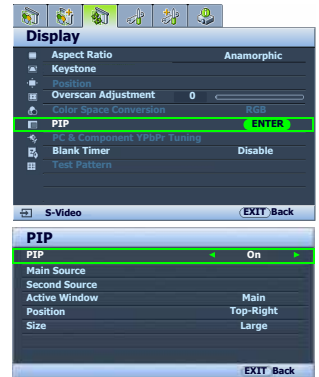 Display
Aspect Ratio Anamorphic
Keystone
Position
Overscan Adjustment 0
Color Space Conversion RGB
PIP ENTER
PC & Component YPbPr Tuning
Blank Timer Disable
Test Pattern
S-Video EXIT Back
PIP
PIP On
Main Source
Second Source
Active Window Main
Position Top-Right
Size Large
EXIT Back